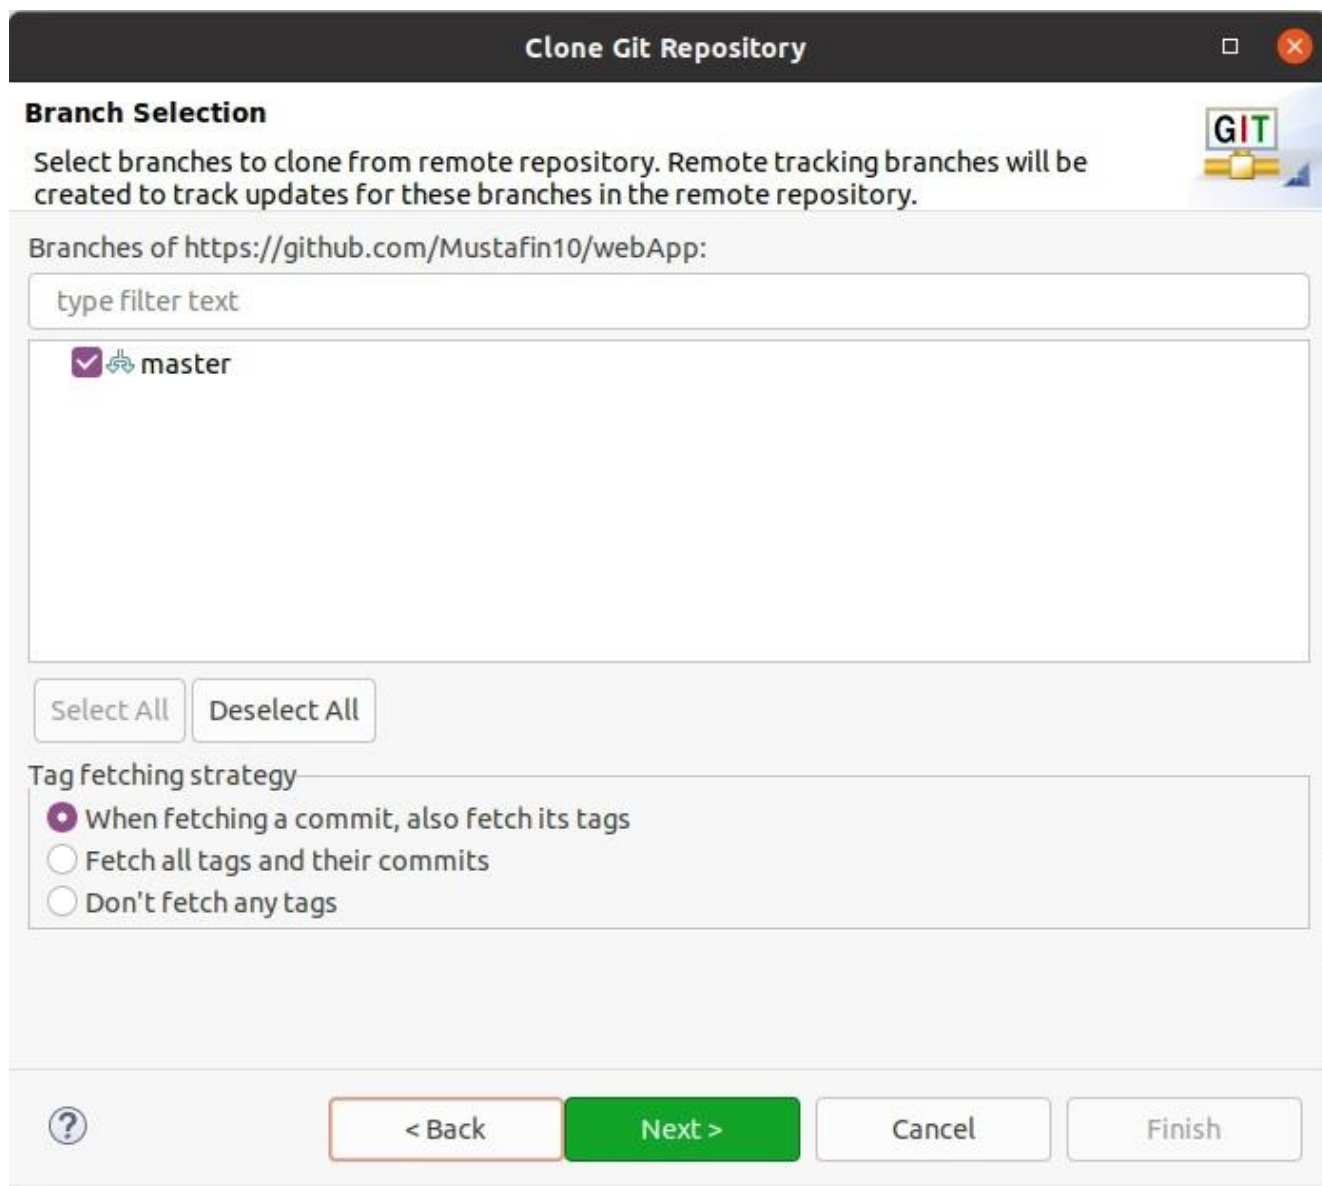 Clone Git Repository
Branch Selection
GIT
Select branches to clone from remote repository. Remote tracking branches will be
created to track updates for these branches in the remote repository.
Branches of https://github.com/Mustafin10/webApp:
type filter text
master
Select All Deselect All
Tag fetching strategy
When fetching a commit, also fetch its tags
Fetch all tags and their commits
Don't fetch any tags
? < Back Next > Cancel Finish